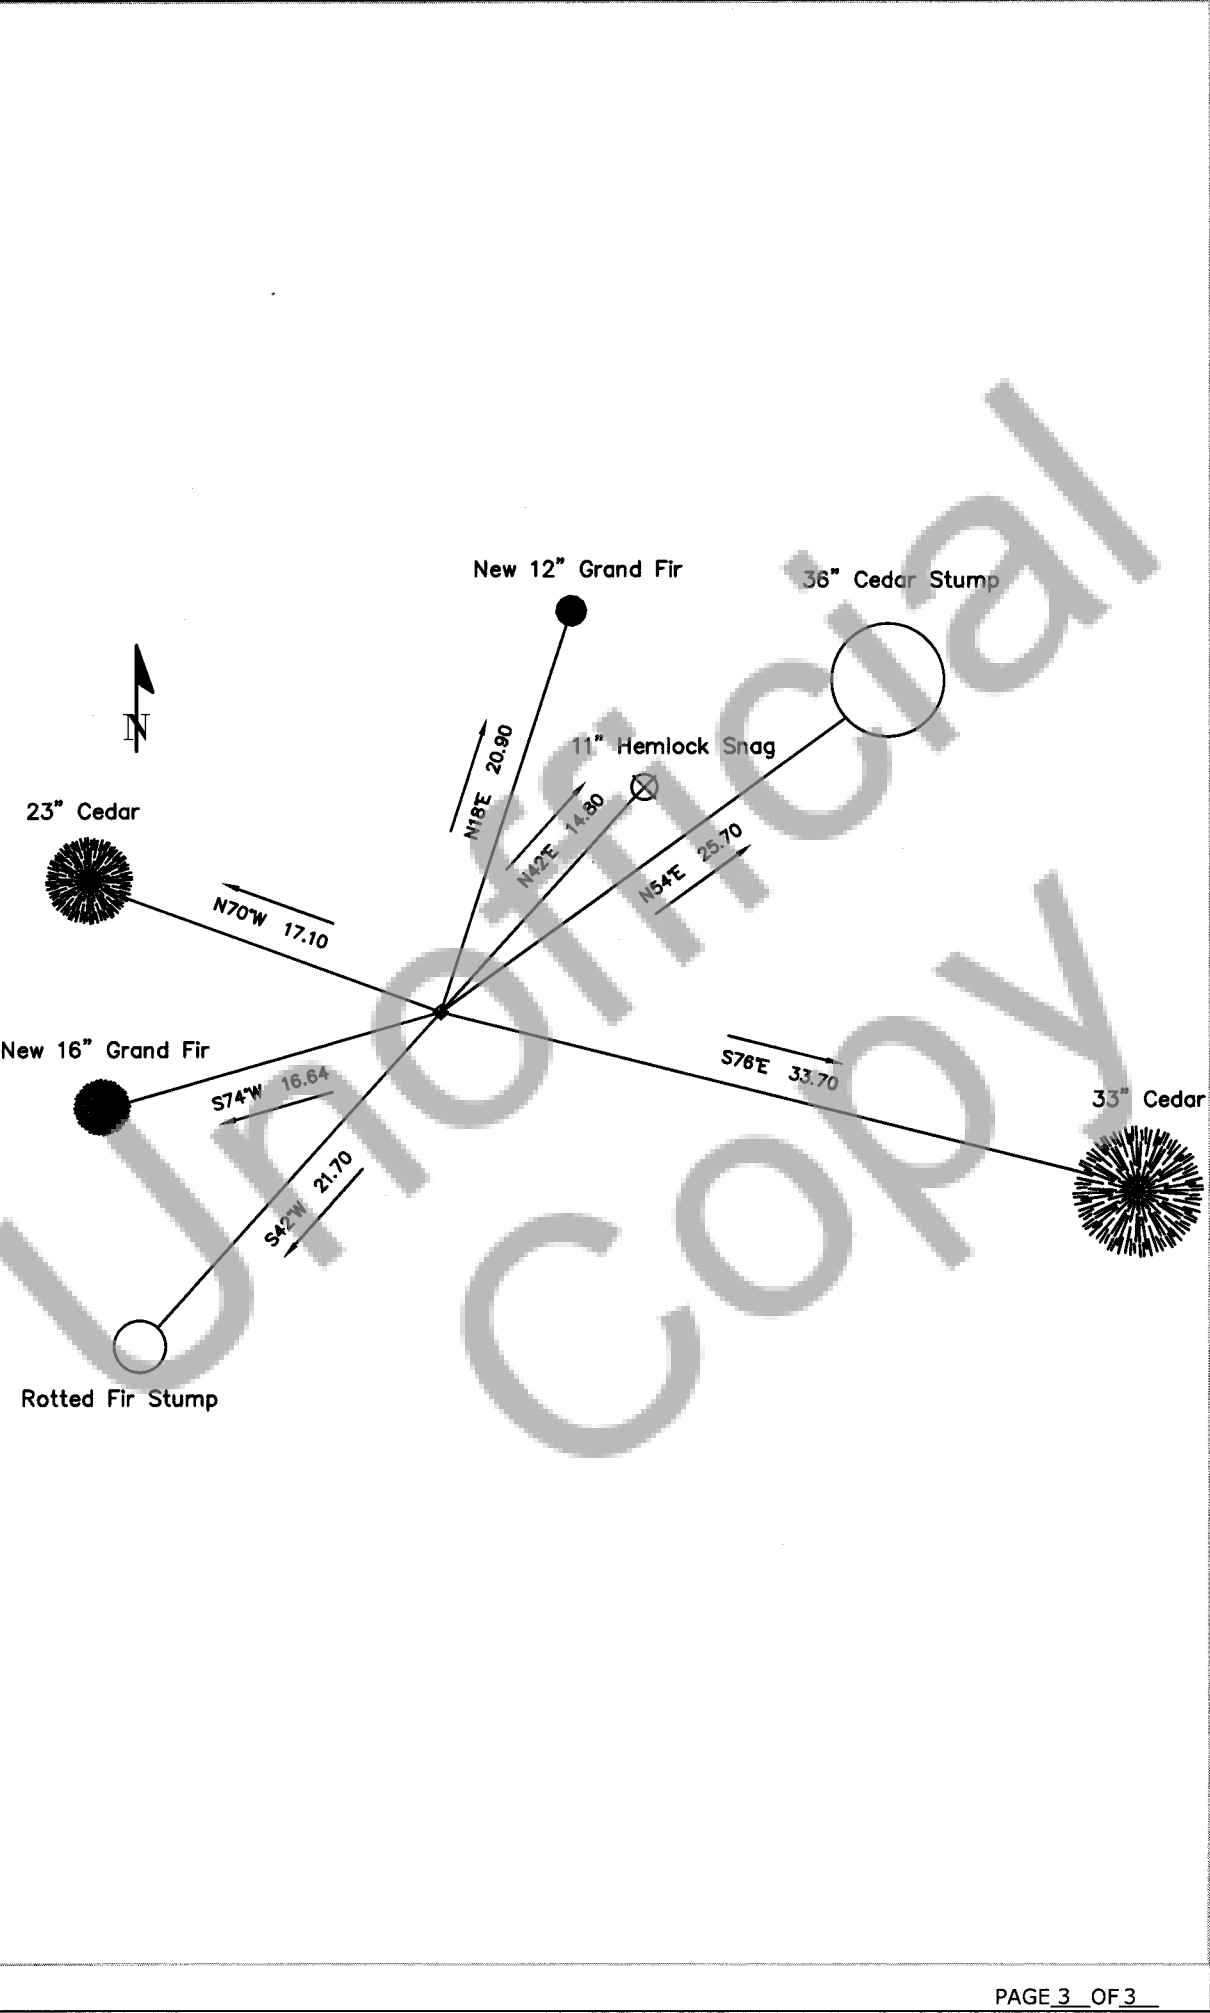 New 12" Grand Fir
36" Cedar Stump
N
11" Hemlock Snag
N18°E 20.90
23" Cedar
N42°E 14.80
N54°E 25.70
N70°W 17.10
New 16" Grand Fir
S76°E 33.70
S74°W 16.64
33" Cedar
S42°W 21.70
Rotted Fir Stump
Unofficial
Copy
PAGE 3 OF 3